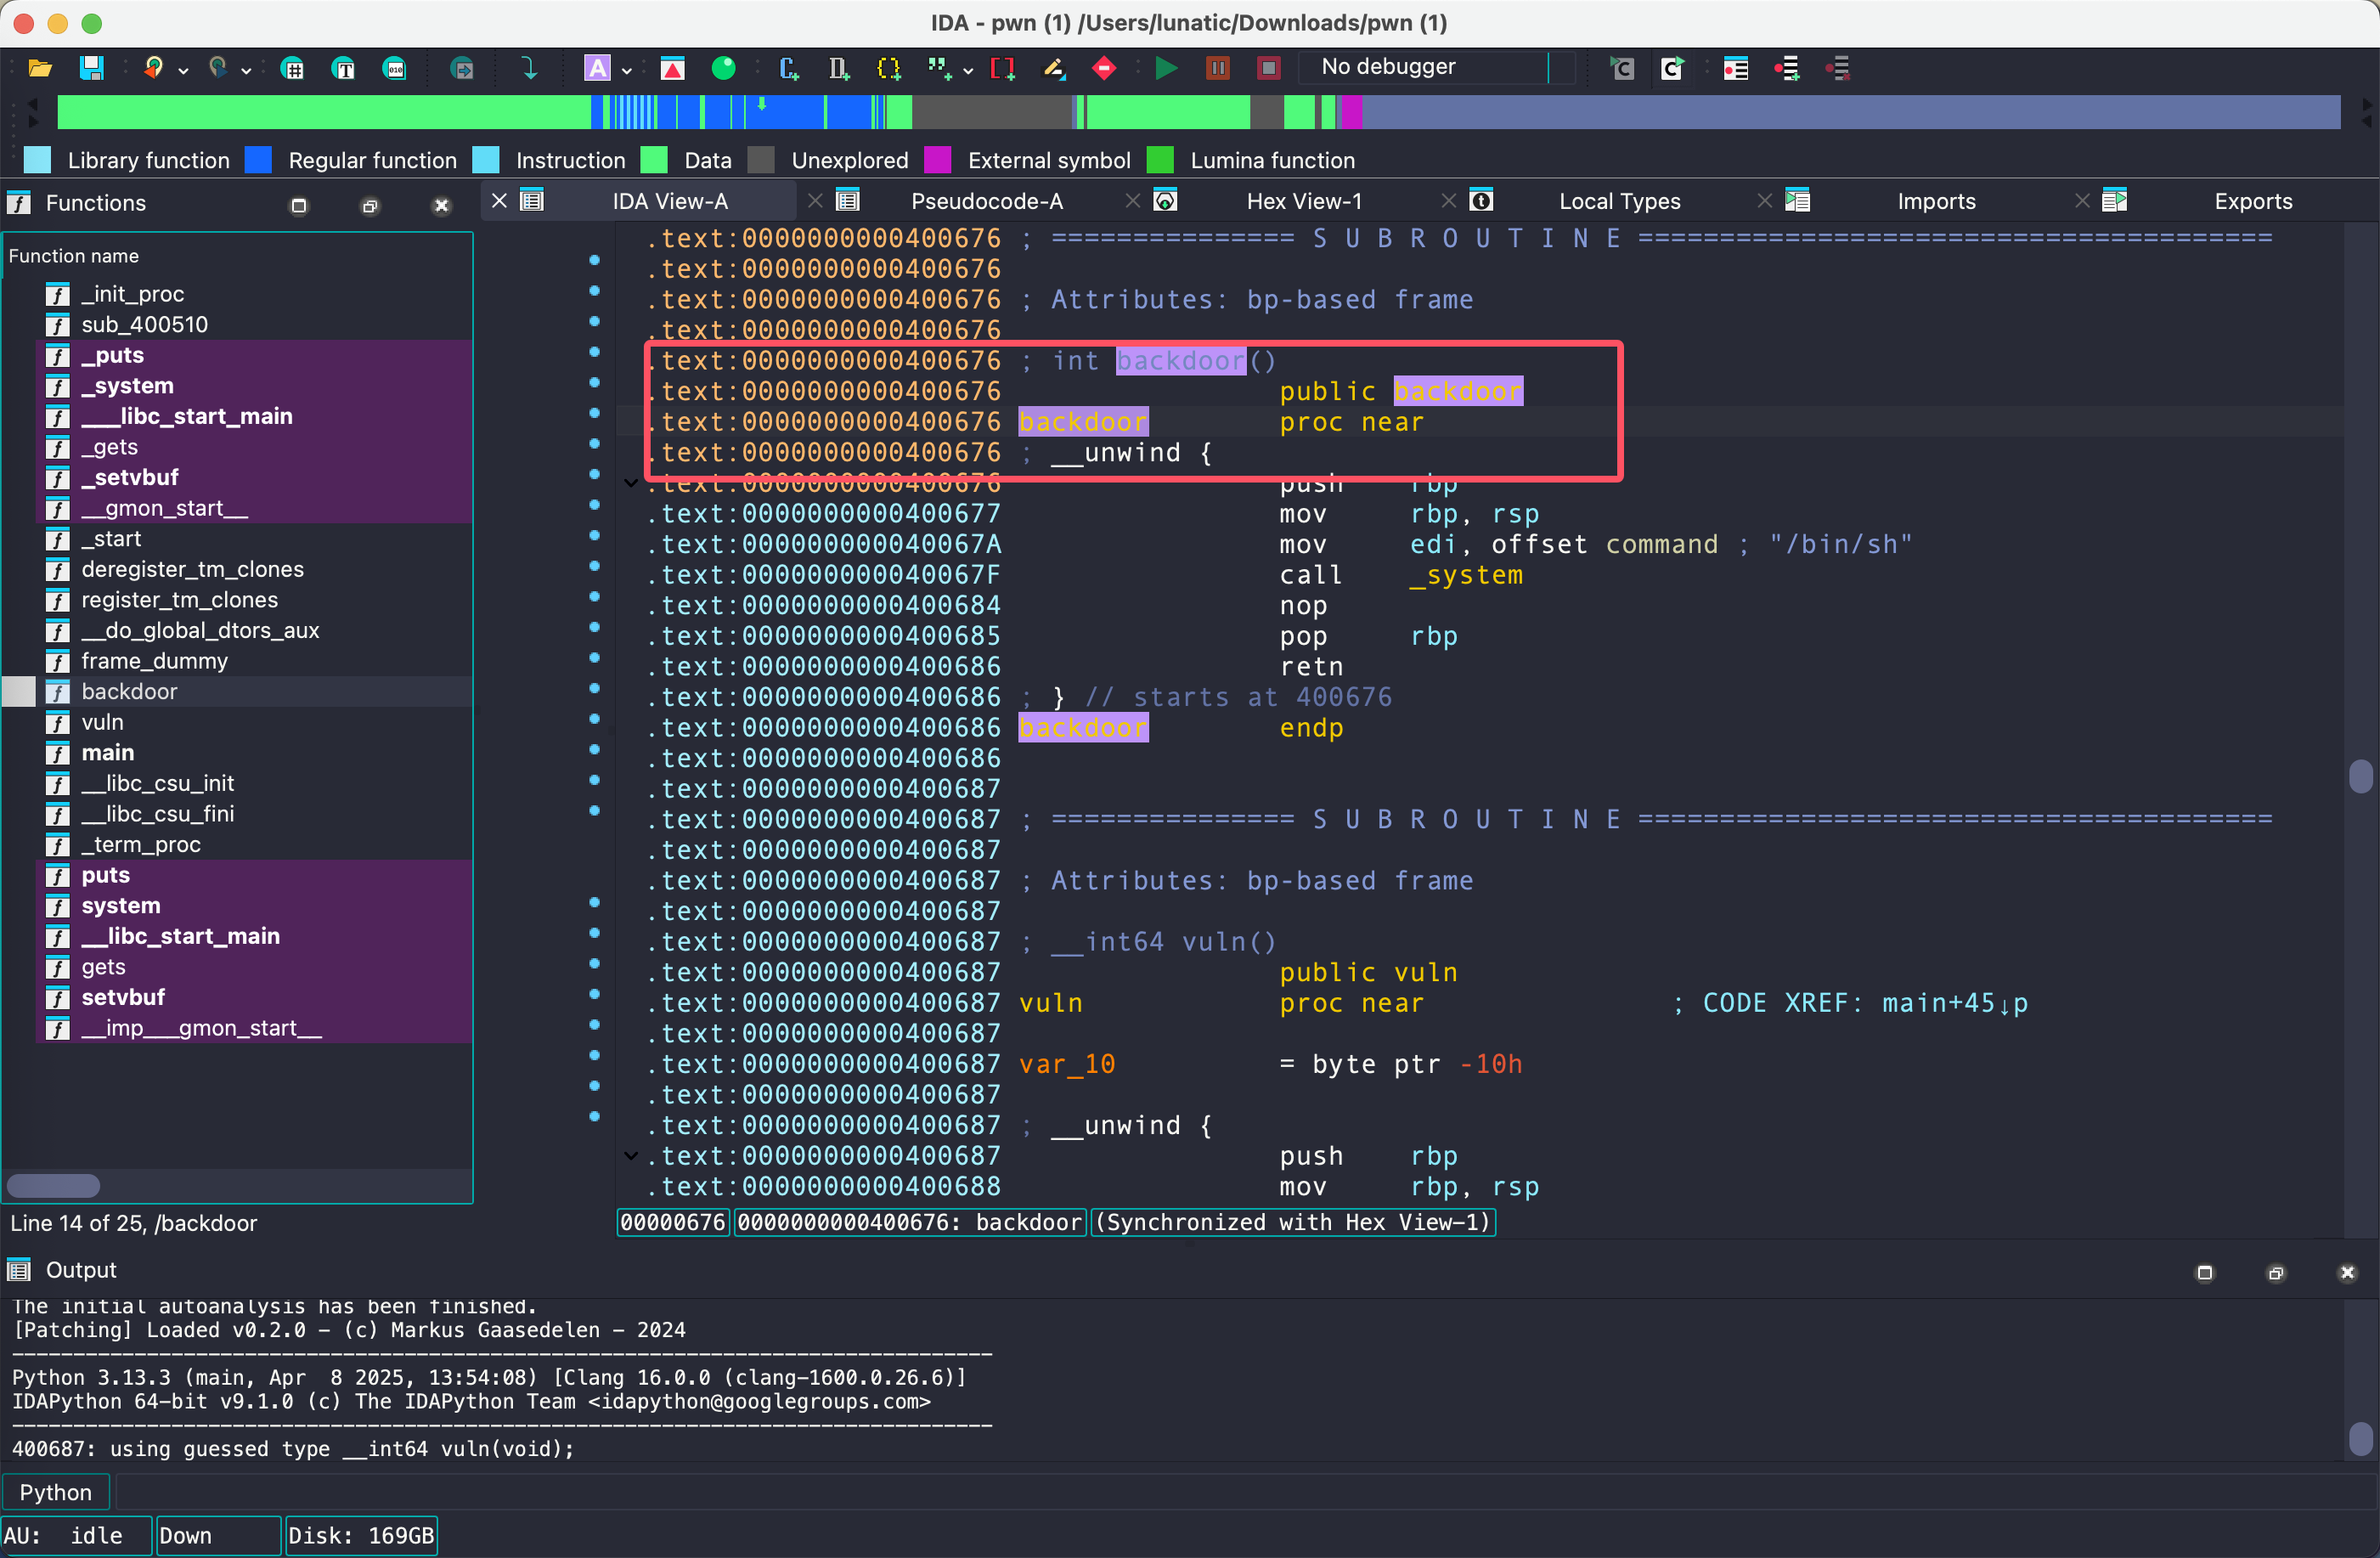 IDA - pwn (1) /Users/lunatic/Downloads/pwn (1)
No debugger
Library function Regular function Instruction Data Unexplored External symbol Lumina function
Functions
IDA View-A Pseudocode-A Hex View-1 Local Types Imports Exports
Function name
_init_proc
sub_400510
_puts
_system
___libc_start_main
_gets
_setvbuf
__gmon_start__
_start
deregister_tm_clones
register_tm_clones
__do_global_dtors_aux
frame_dummy
backdoor
vuln
main
__libc_csu_init
__libc_csu_fini
_term_proc
puts
system
__libc_start_main
gets
setvbuf
__imp___gmon_start__
Line 14 of 25, /backdoor
.text:0000000000400676 ; =============== S U B R O U T I N E =======================================
.text:0000000000400676
.text:0000000000400676 ; Attributes: bp-based frame
.text:0000000000400676
.text:0000000000400676 ; int backdoor()
.text:0000000000400676 public backdoor
.text:0000000000400676 backdoor proc near
.text:0000000000400676 ; __unwind {
.text:0000000000400676 push rbp
.text:0000000000400677 mov rbp, rsp
.text:000000000040067A mov edi, offset command ; "/bin/sh"
.text:000000000040067F call _system
.text:0000000000400684 nop
.text:0000000000400685 pop rbp
.text:0000000000400686 retn
.text:0000000000400686 ; } // starts at 400676
.text:0000000000400686 backdoor endp
.text:0000000000400686
.text:0000000000400687
.text:0000000000400687 ; =============== S U B R O U T I N E =======================================
.text:0000000000400687
.text:0000000000400687 ; Attributes: bp-based frame
.text:0000000000400687
.text:0000000000400687 ; __int64 vuln()
.text:0000000000400687 public vuln
.text:0000000000400687 vuln proc near ; CODE XREF: main+45↓p
.text:0000000000400687
.text:0000000000400687 var_10 = byte ptr -10h
.text:0000000000400687
.text:0000000000400687 ; __unwind {
.text:0000000000400687 push rbp
.text:0000000000400688 mov rbp, rsp
00000676 0000000000400676: backdoor (Synchronized with Hex View-1)
Output
The initial autoanalysis has been finished.
[Patching] Loaded v0.2.0 - (c) Markus Gaasedelen - 2024
Python 3.13.3 (main, Apr  8 2025, 13:54:08) [Clang 16.0.0 (clang-1600.0.26.6)]
IDAPython 64-bit v9.1.0 (c) The IDAPython Team <idapython@googlegroups.com>
400687: using guessed type __int64 vuln(void);
Python
AU: idle Down Disk: 169GB